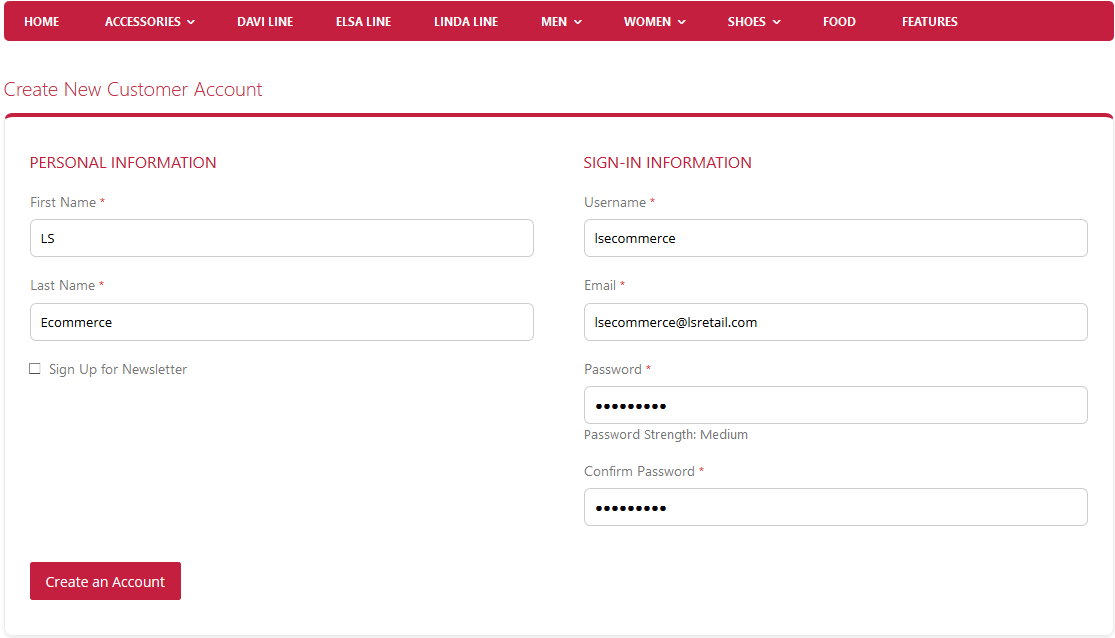 HOME ACCESSORIES DAVI LINE ELSA LINE LINDA LINE MEN WOMEN SHOES FOOD FEATURES
Create New Customer Account
PERSONAL INFORMATION
First Name *
LS
Last Name *
Ecommerce
Sign Up for Newsletter
SIGN-IN INFORMATION
Username *
lsecommerce
Email *
lsecommerce@lsretail.com
Password *
•••••••••
Password Strength: Medium
Confirm Password *
•••••••••
Create an Account